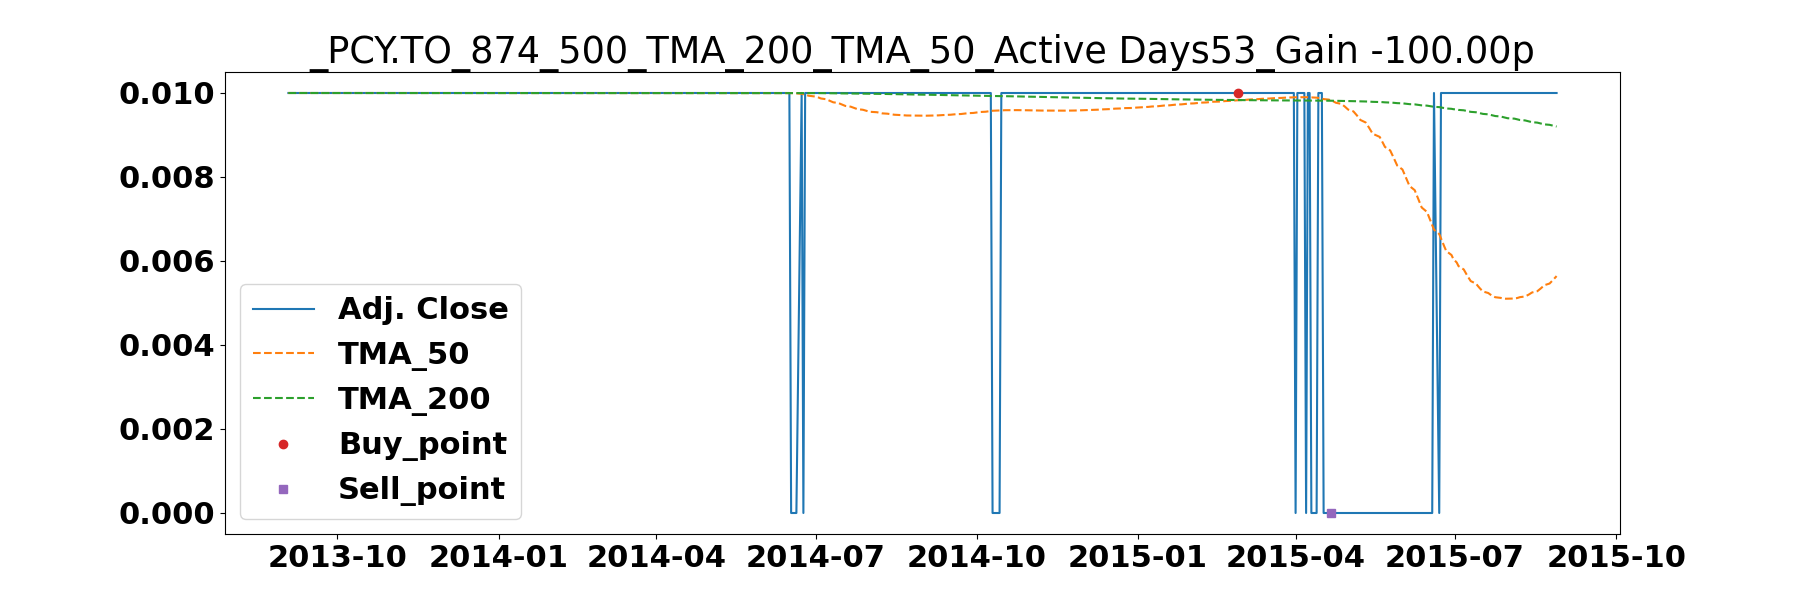 _PCY.TO_874_500_TMA_200_TMA_50_Active Days53_Gain -100.00p
0.010
0.008
0.006
0.004
0.002
0.000
Adj. Close
TMA_50
TMA_200
Buy_point
Sell_point
2013-10 2014-01 2014-04 2014-07 2014-10 2015-01 2015-04 2015-07 2015-10